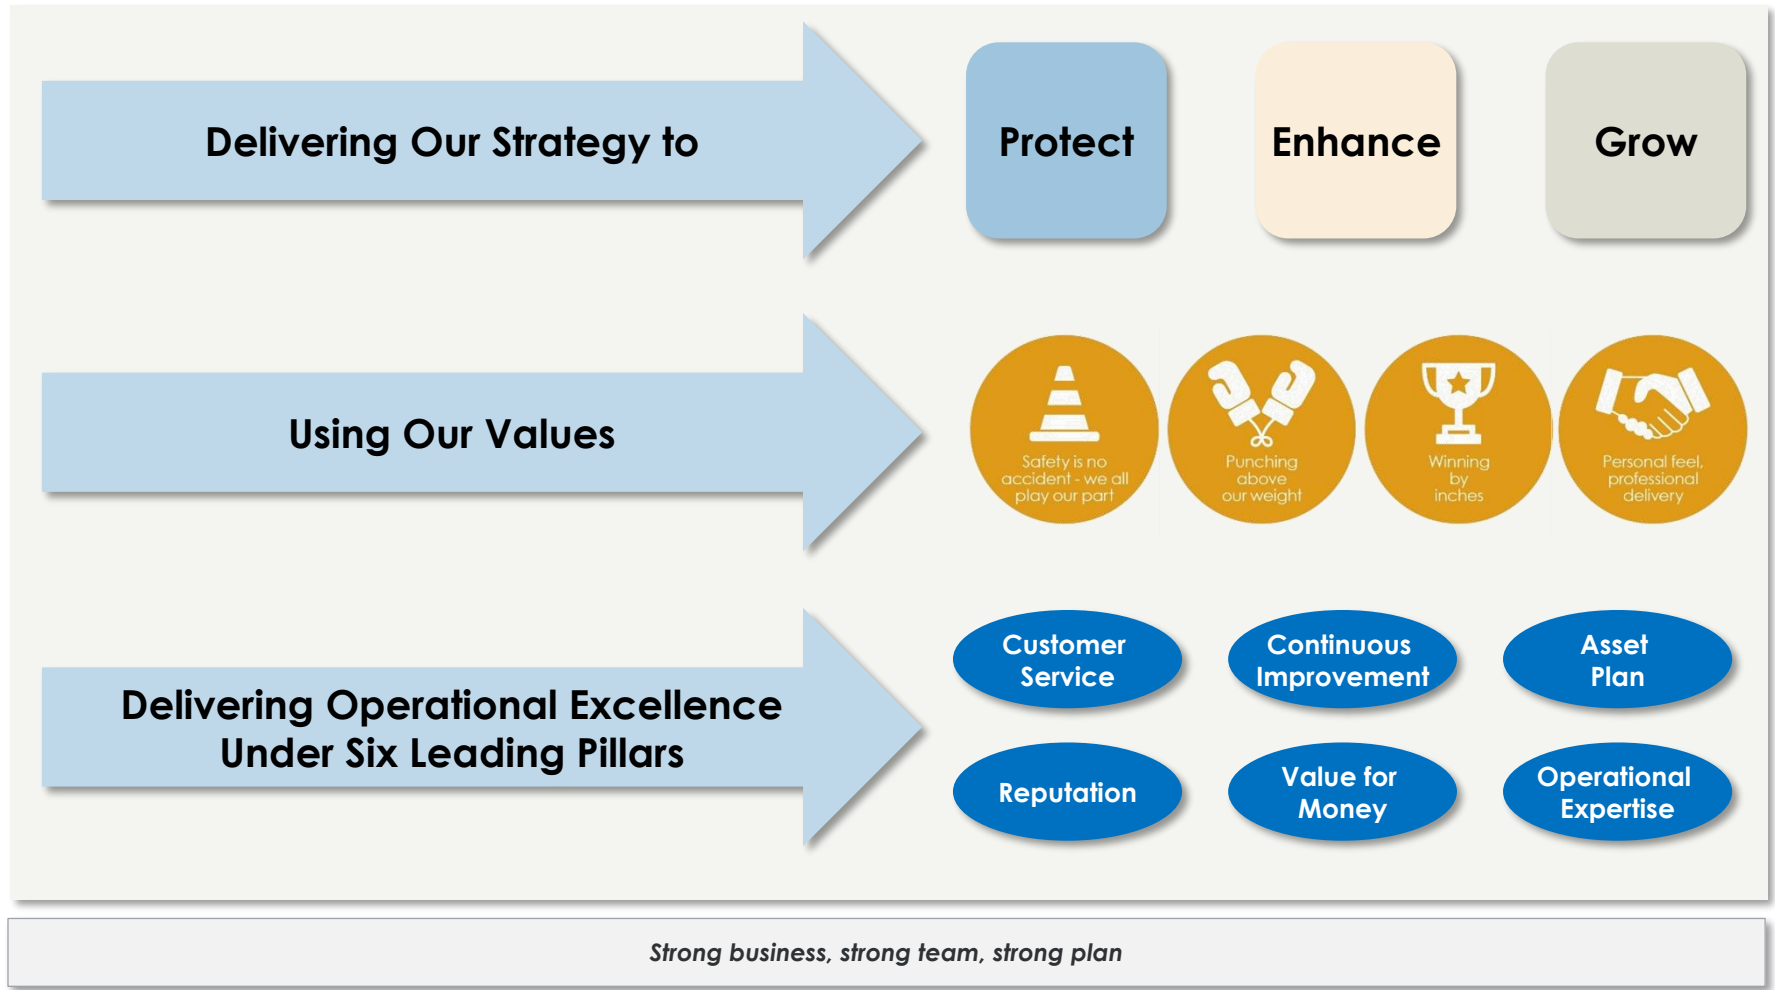 Delivering Our Strategy to
Protect
Enhance
Grow
Using Our Values
Safety is no
accident - we all
play our part
Punching
above
our weight
Winning
by
inches
Personal feel,
professional
delivery
Delivering Operational Excellence
Under Six Leading Pillars
Customer
Service
Continuous
Improvement
Asset
Plan
Reputation
Value for
Money
Operational
Expertise
Strong business, strong team, strong plan